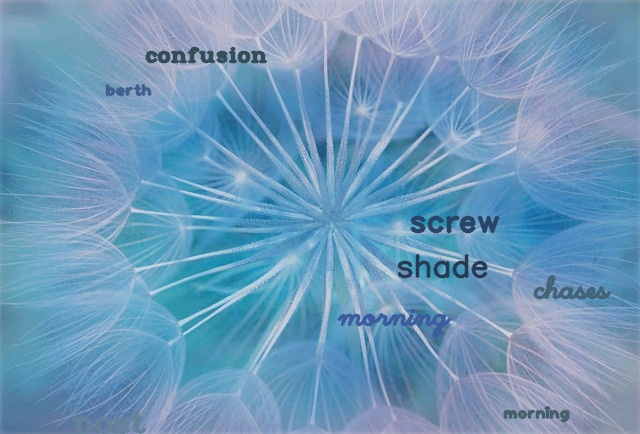 confusion
berth
screw
shade
chases
morning
morning